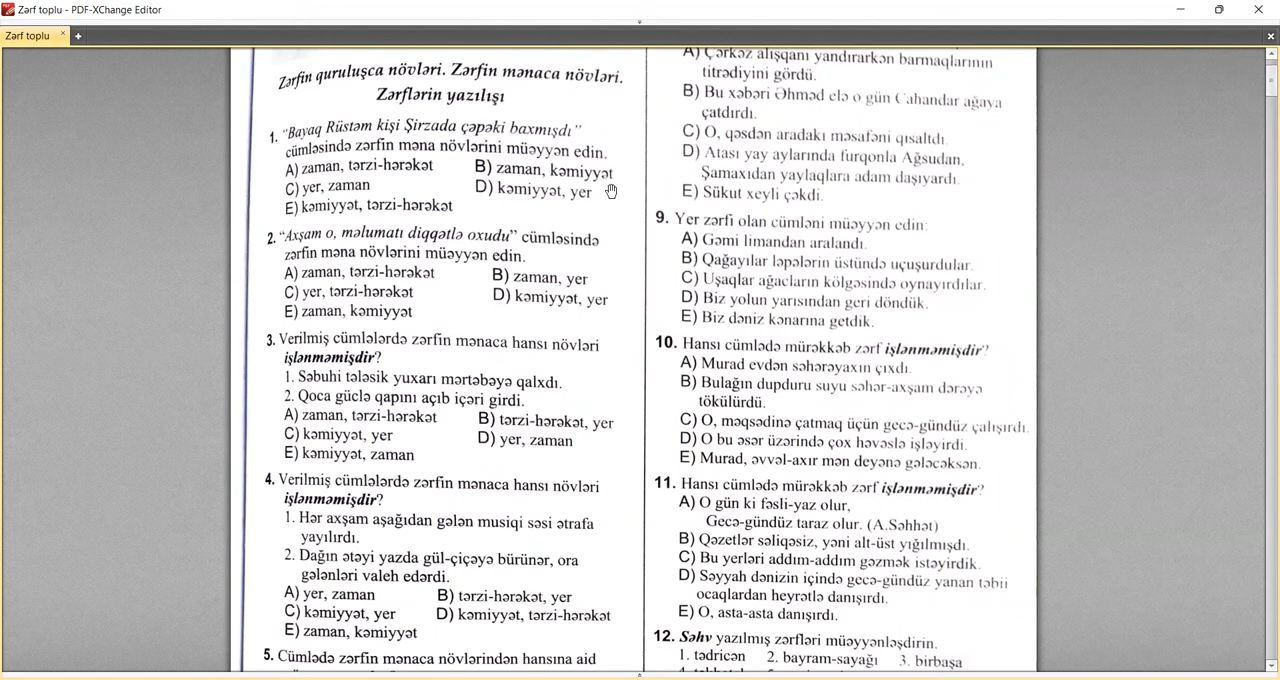 Zərf toplu - PDF-XChange Editor
Zərf toplu
Zərfin quruluşca növləri. Zərfin mənaca növləri.
Zərflərin yazılışı
1. "Bayaq Rüstəm kişi Şirzada çəpəki baxmışdı"
cümləsində zərfin məna növlərini müəyyən edin.
A) zaman, tərzi-hərəkət B) zaman, kəmiyyət
C) yer, zaman D) kəmiyyət, yer
E) kəmiyyət, tərzi-hərəkət
2. "Axşam o, məlumatı diqqətlə oxudu" cümləsində
zərfin məna növlərini müəyyən edin.
A) zaman, tərzi-hərəkət B) zaman, yer
C) yer, tərzi-hərəkət D) kəmiyyət, yer
E) zaman, kəmiyyət
3. Verilmiş cümlələrdə zərfin mənaca hansı növləri
işlənməmişdir?
1. Səbuhi tələsik yuxarı mərtəbəyə qalxdı.
2. Qoca güclə qapını açıb içəri girdi.
A) zaman, tərzi-hərəkət B) tərzi-hərəkət, yer
C) kəmiyyət, yer D) yer, zaman
E) kəmiyyət, zaman
4. Verilmiş cümlələrdə zərfin mənaca hansı növləri
işlənməmişdir?
1. Hər axşam aşağıdan gələn musiqi səsi ətrafa
yayılırdı.
2. Dağın ətəyi yazda gül-çiçəyə bürünər, ora
gələnləri valeh edərdi.
A) yer, zaman B) tərzi-hərəkət, yer
C) kəmiyyət, yer D) kəmiyyət, tərzi-hərəkət
E) zaman, kəmiyyət
5. Cümlədə zərfin mənaca növlərindən hansına aid
A) Çərkəz alışqanı yandırarkən barmaqlarının
titrədiyini gördü.
B) Bu xəbəri Əhməd elə o gün Cahandar ağaya
çatdırdı.
C) O, qəsdən aradakı məsafəni qısaltdı.
D) Atası yay aylarında furqonla Ağsudan,
Şamaxıdan yaylaqlara adam daşıyardı.
E) Sükut xeyli çəkdi.
9. Yer zərfi olan cümləni müəyyən edin:
A) Gəmi limandan aralandı.
B) Qağayılar ləpələrin üstündə uçuşurdular.
C) Uşaqlar ağacların kölgəsində oynayırdılar.
D) Biz yolun yarısından geri döndük.
E) Biz dəniz kənarına getdik.
10. Hansı cümlədə mürəkkəb zərf işlənməmişdir?
A) Murad evdən səhərəyaxın çıxdı.
B) Bulağın dupduru suyu səhər-axşam dərəyə
tökülürdü.
C) O, məqsədinə çatmaq üçün gecə-gündüz çalışırdı.
D) O bu əsər üzərində çox həvəslə işləyirdi.
E) Murad, əvvəl-axır mən deyənə gələcəksən.
11. Hansı cümlədə mürəkkəb zərf işlənməmişdir?
A) O gün ki fəsli-yaz olur,
Gecə-gündüz taraz olur. (A.Səhhət)
B) Qəzetlər səliqəsiz, yəni alt-üst yığılmışdı.
C) Bu yerləri addım-addım gəzmək istəyirdik.
D) Səyyah dənizin içində gecə-gündüz yanan təbii
ocaqlardan heyrətlə danışırdı.
E) O, asta-asta danışırdı.
12. Səhv yazılmış zərfləri müəyyənləşdirin.
1. tədricən 2. bayram-sayağı 3. birbaşa